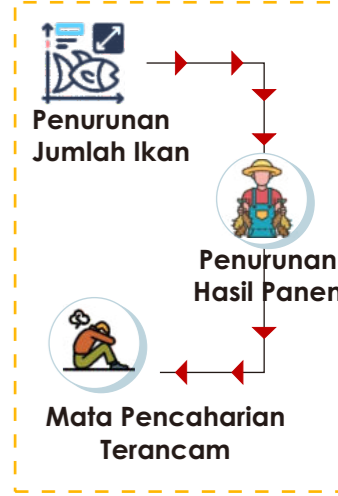 Penurunan
Jumlah Ikan
Penurunan
Hasil Panen
Mata Pencaharian
Terancam